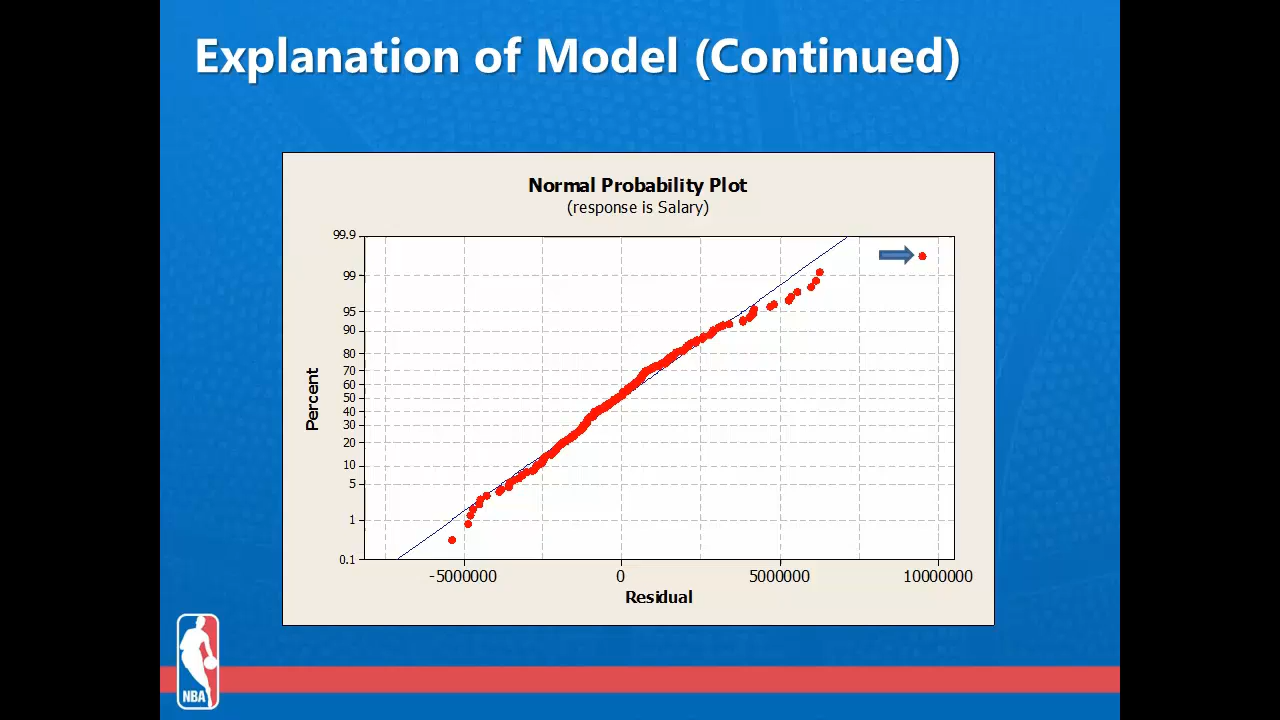 Explanation of Model (Continued)
Normal Probability Plot
(response is Salary)
99.9
99
95
90
80
70
60
50
40
30
20
10
5
1
0.1
Percent
-5000000 0 5000000 10000000
Residual
NBA